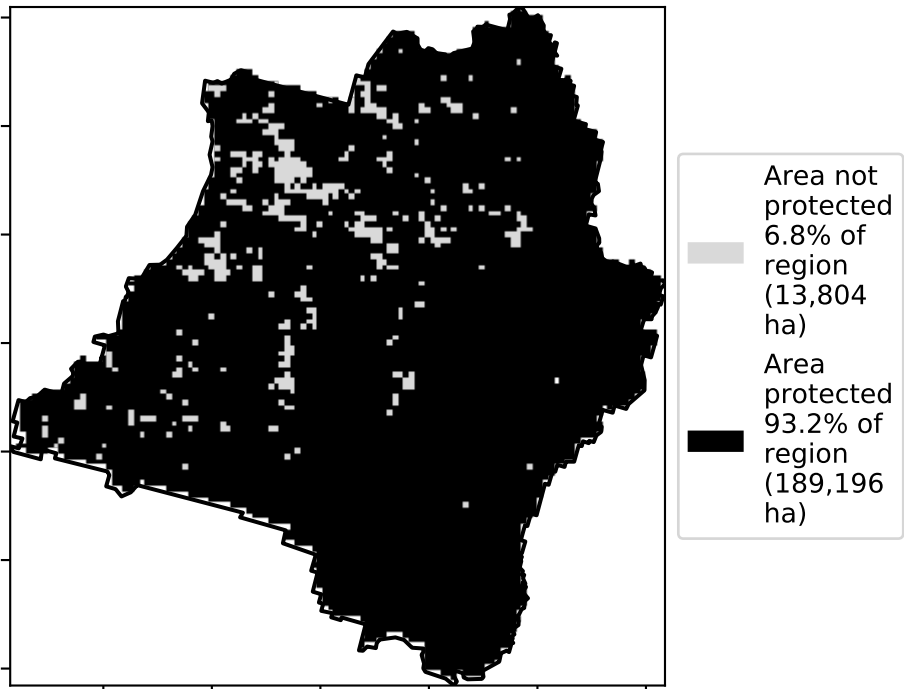 Area not
protected
6.8% of
region
(13,804
ha)
Area
protected
93.2% of
region
(189,196
ha)